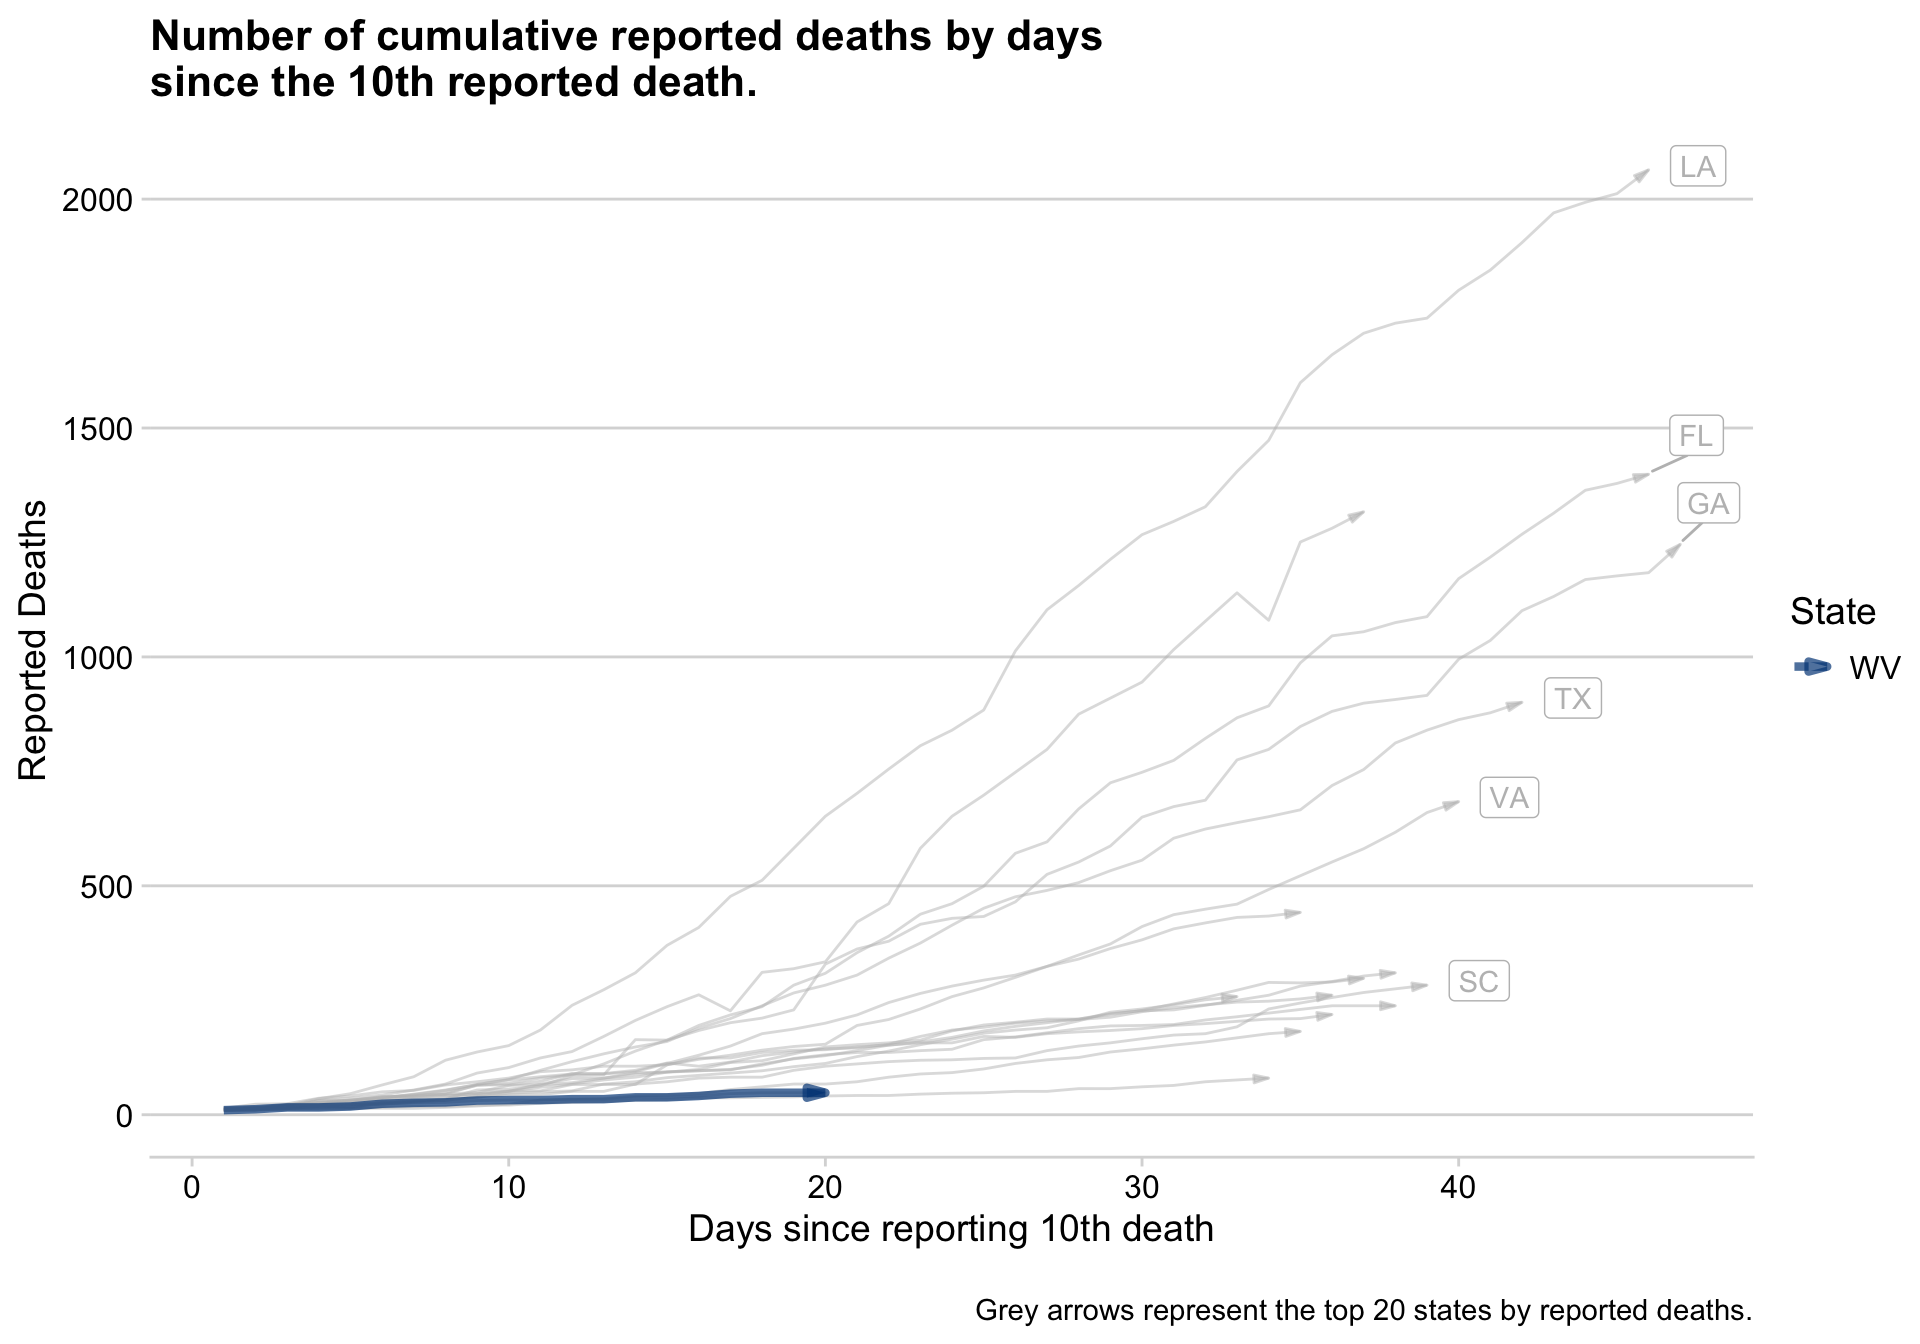 Number of cumulative reported deaths by days
since the 10th reported death.
LA
2000
FL
1500
GA
State
1000
WV
TX
VA
500
SC
0
Reported Deaths
0 10 20 30 40
Days since reporting 10th death
Grey arrows represent the top 20 states by reported deaths.